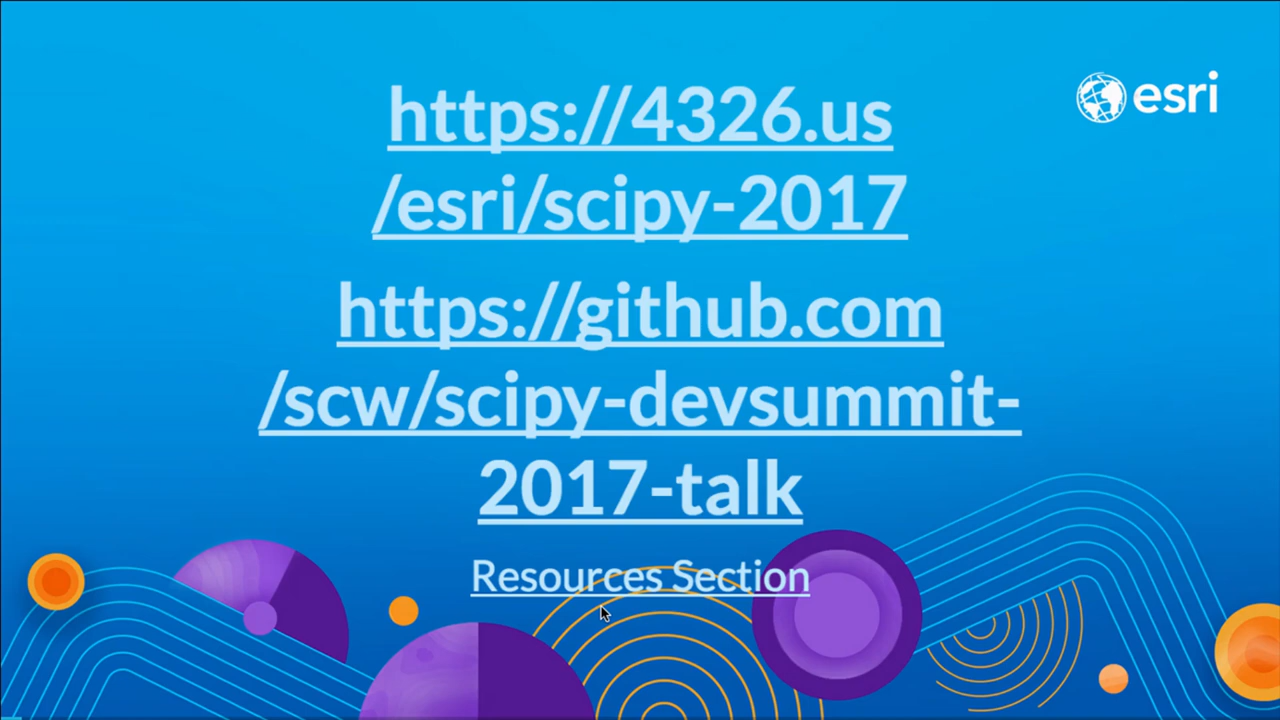 esri
https://4326.us
/esri/scipy-2017
https://github.com
/scw/scipy-devsummit-
2017-talk
Resources Section